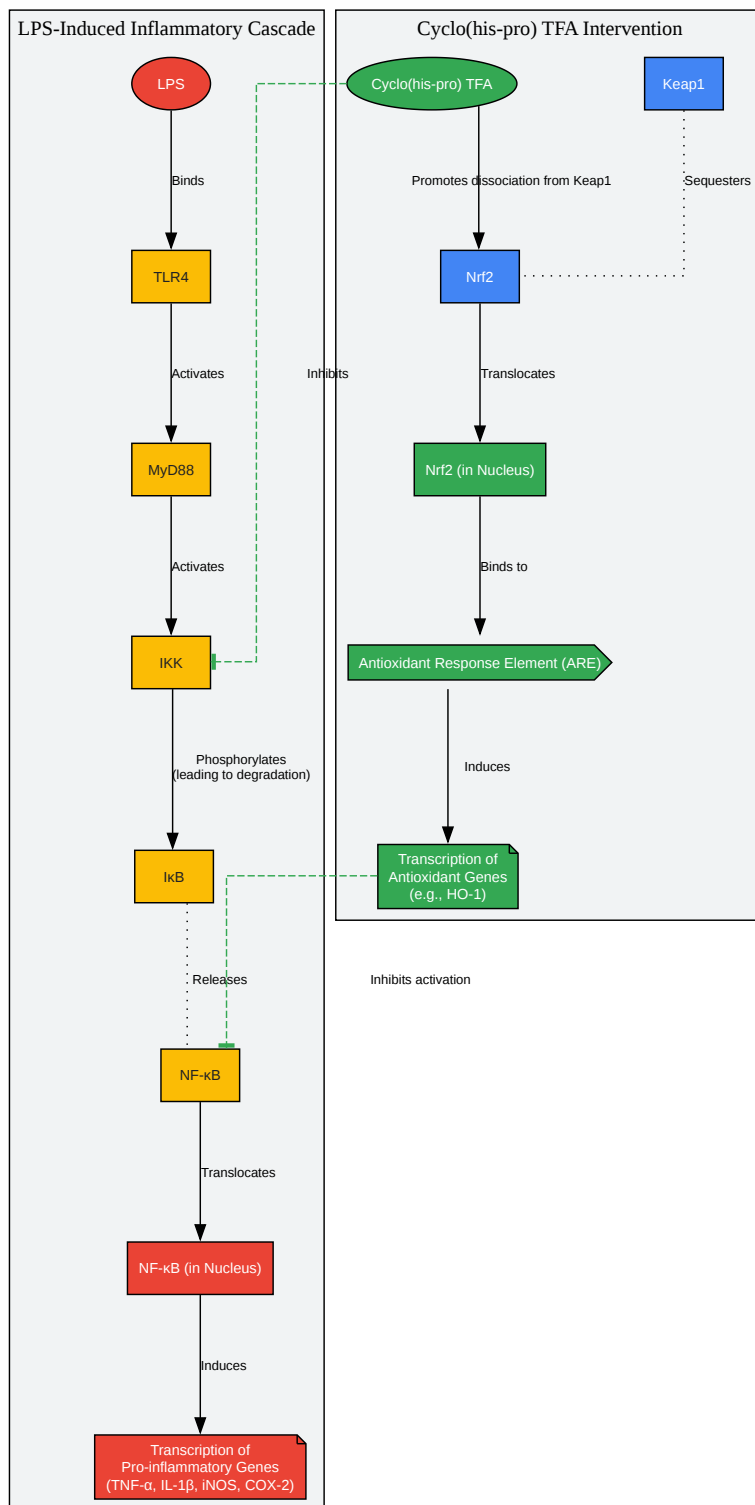 LPS-Induced Inflammatory Cascade
LPS
Binds
TLR4
Activates
MyD88
Activates
IKK
Phosphorylates
(leading to degradation)
IκB
Releases
NF-κB
Translocates
NF-κB (in Nucleus)
Induces
Transcription of
Pro-inflammatory Genes
(TNF-α, IL-1β, iNOS, COX-2)
Cyclo(his-pro) TFA Intervention
Cyclo(his-pro) TFA
Keap1
Promotes dissociation from Keap1
Sequesters
Nrf2
Inhibits
Translocates
Nrf2 (in Nucleus)
Binds to
Antioxidant Response Element (ARE)
Induces
Transcription of
Antioxidant Genes
(e.g., HO-1)
Inhibits activation